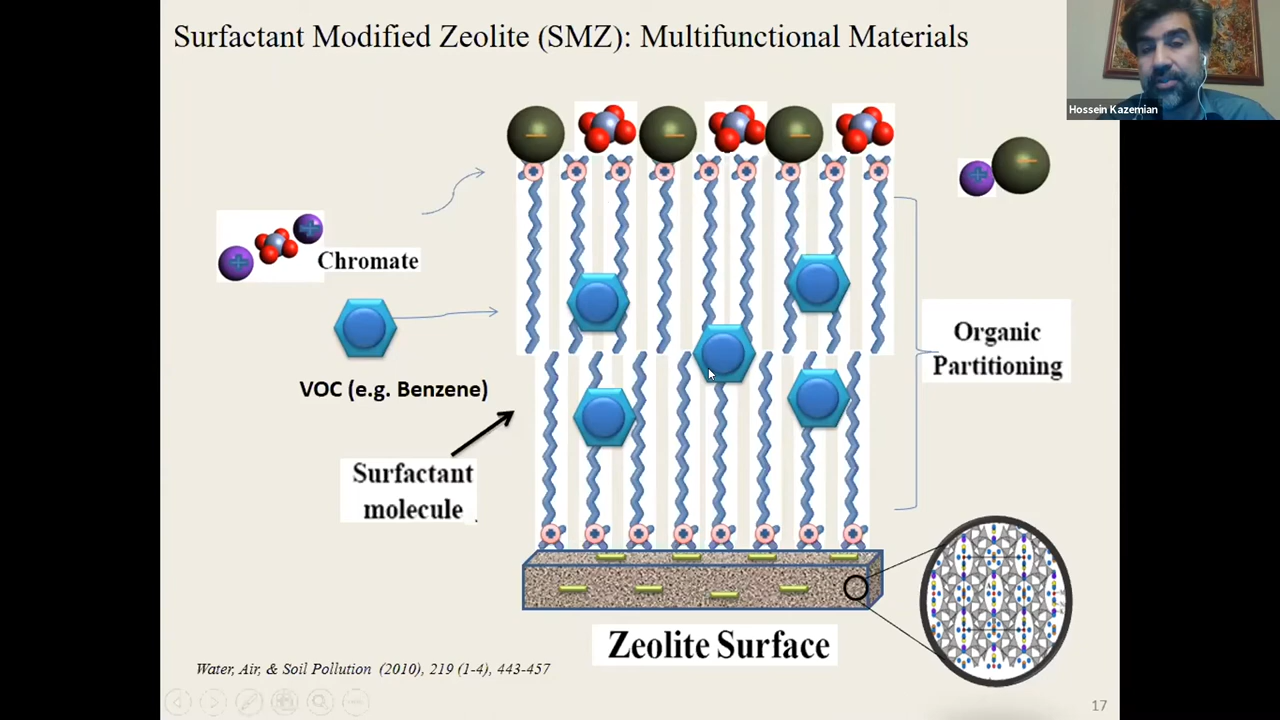 Surfactant Modified Zeolite (SMZ): Multifunctional Materials
Hossein Kazemian
Chromate
VOC (e.g. Benzene)
Surfactant
molecule
Organic
Partitioning
Zeolite Surface
Water, Air, & Soil Pollution (2010), 219 (1-4), 443-457
17